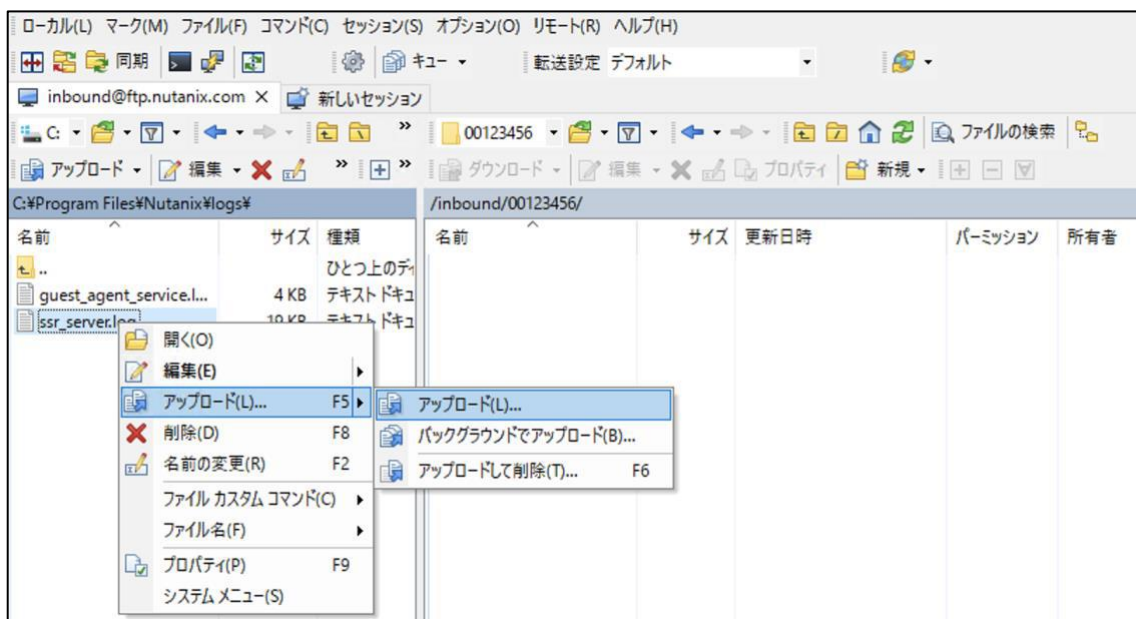 ローカル(L) マーク(M) ファイル(F) コマンド(C) セッション(S) オプション(O) リモート(R) ヘルプ(H)
同期 キュー 転送設定 デフォルト
inbound@ftp.nutanix.com × 新しいセッション
C: » 00123456 ファイルの検索
アップロード 編集 » » ダウンロード 編集 プロパティ 新規
C:¥Program Files¥Nutanix¥logs¥ /inbound/00123456/
名前 サイズ 種類 名前 サイズ 更新日時 パーミッション 所有者
.. ひとつ上のディ
guest_agent_service.l... 4 KB テキスト ドキュ
ssr_server.log 19 KB テキスト ドキュ
開く(O)
編集(E)
アップロード(L)... F5 アップロード(L)...
削除(D) F8 バックグラウンドでアップロード(B)...
名前の変更(R) F2 アップロードして削除(T)... F6
ファイル カスタム コマンド(C)
ファイル名(F)
プロパティ(P) F9
システム メニュー(S)